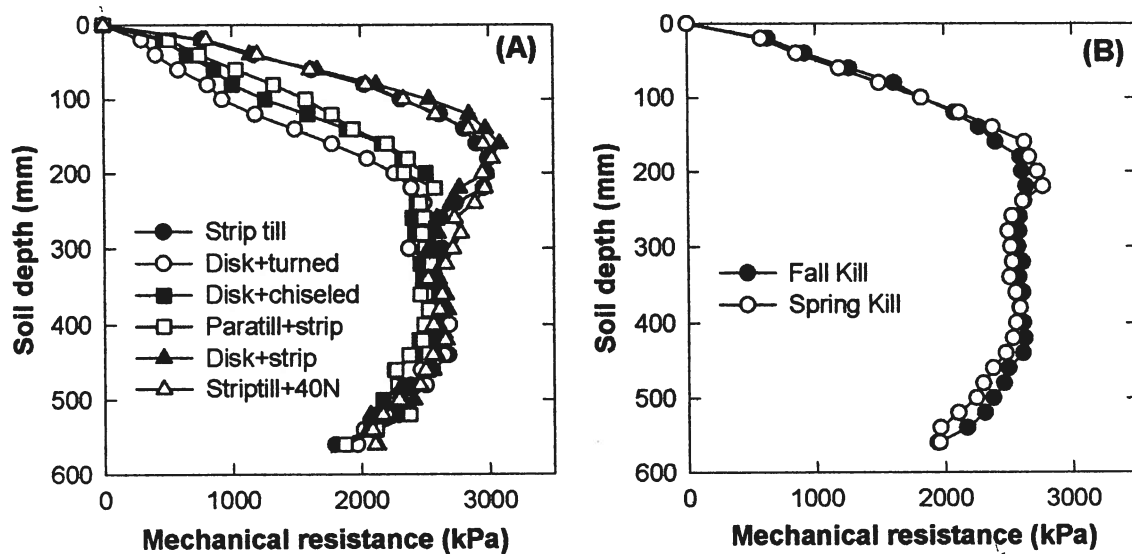 (A)
Soil depth (mm)
0
100
200
300
400
500
600
Strip till
Disk+turned
Disk+chiseled
Paratill+strip
Disk+strip
Striptill+40N
0 1000 2000 3000
Mechanical resistance (kPa)
(B)
Soil depth (mm)
0
100
200
300
400
500
600
Fall Kill
Spring Kill
0 1000 2000 3000
Mechanical resistance (kPa)